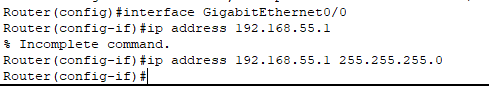 Router(config)#interface GigabitEthernet0/0
Router(config-if)#ip address 192.168.55.1
% Incomplete command.
Router(config-if)#ip address 192.168.55.1 255.255.255.0
Router(config-if)#